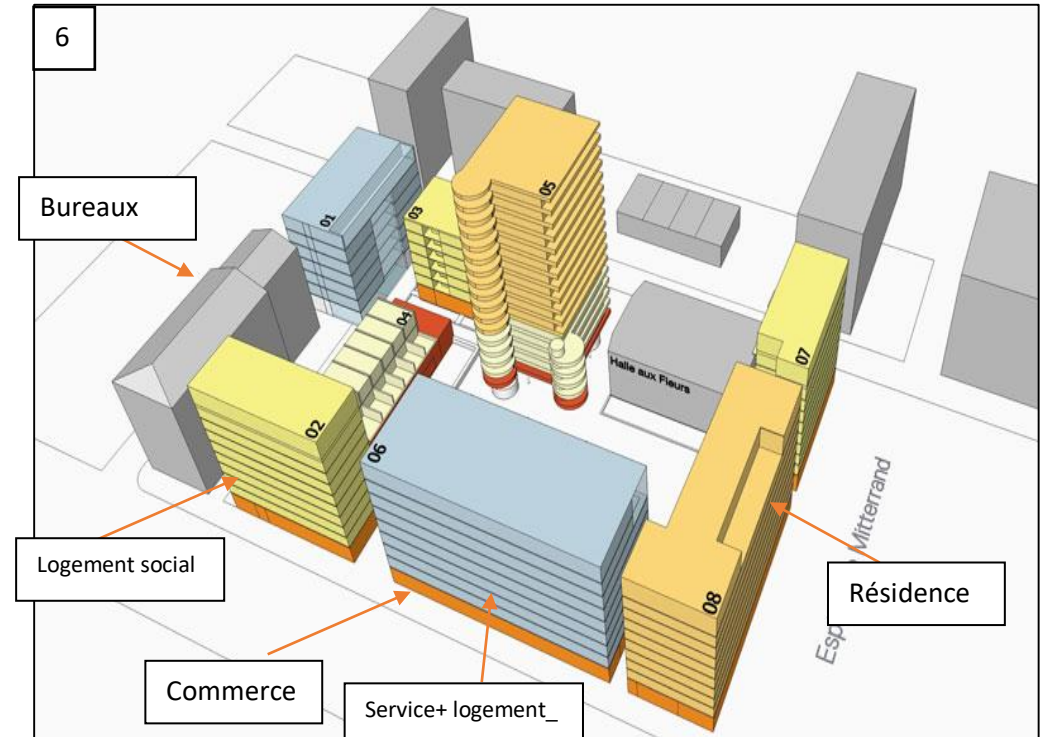 6
Bureaux
01
03
05
04
Halle aux Fleurs
07
02
06
Mitterrand
Logement social
Résidence
08
Commerce
Service+ logement_